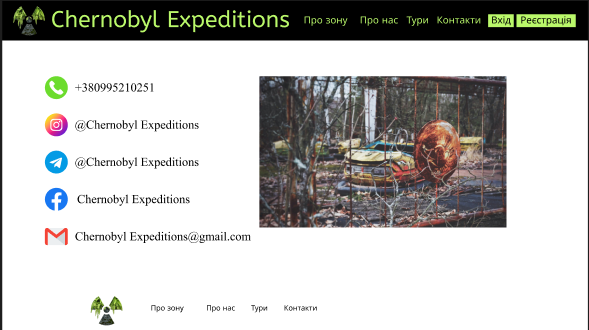 Chernobyl Expeditions
Про зону Про нас Тури Контакти Вхід Реєстрація
+380995210251
@Chernobyl Expeditions
@Chernobyl Expeditions
Chernobyl Expeditions
Chernobyl Expeditions@gmail.com
Про зону Про нас Тури Контакти